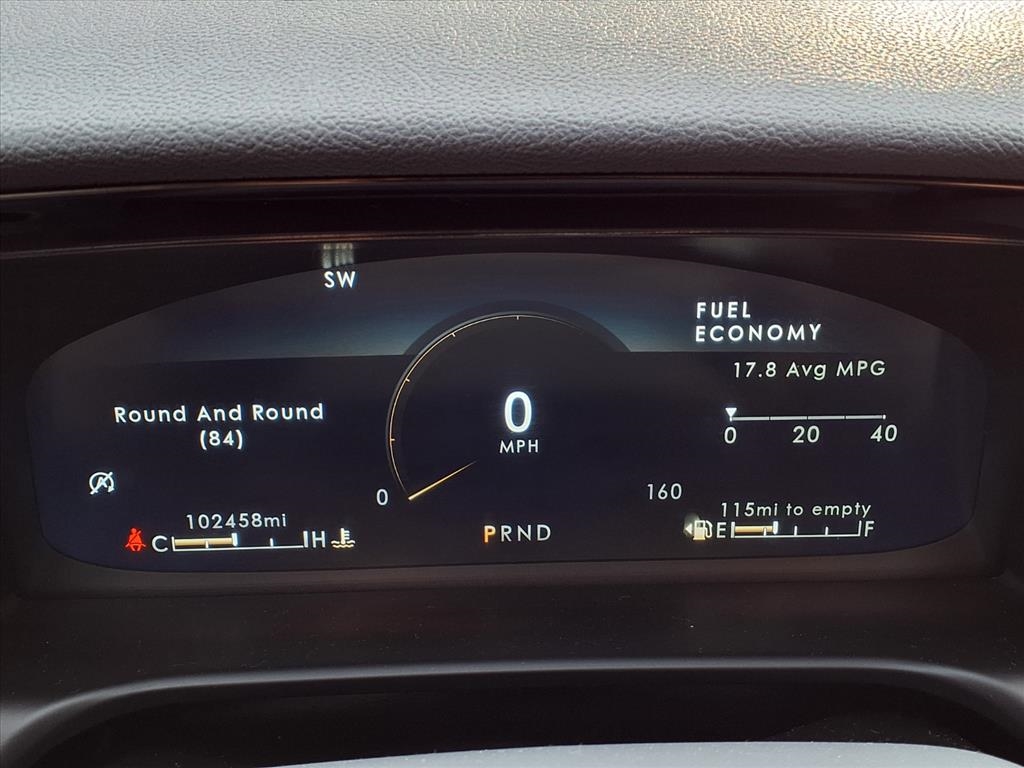 SW
FUEL
ECONOMY
17.8 Avg MPG
0 20 40
Round And Round
(84)
0
MPH
0
160
A
102458mi
C H
PRND
115mi to empty
E F